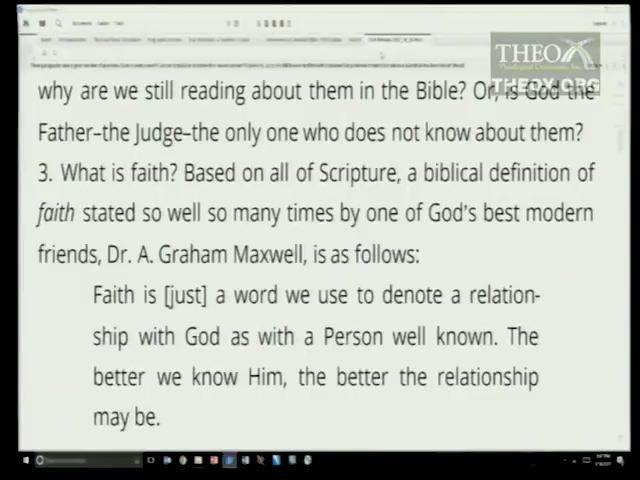 THEOX
THEOX.ORG
why are we still reading about them in the Bible? Or, is God the
Father–the Judge–the only one who does not know about them?
3. What is faith? Based on all of Scripture, a biblical definition of
faith stated so well so many times by one of God's best modern
friends, Dr. A. Graham Maxwell, is as follows:
Faith is [just] a word we use to denote a relation-
ship with God as with a Person well known. The
better we know Him, the better the relationship
may be.